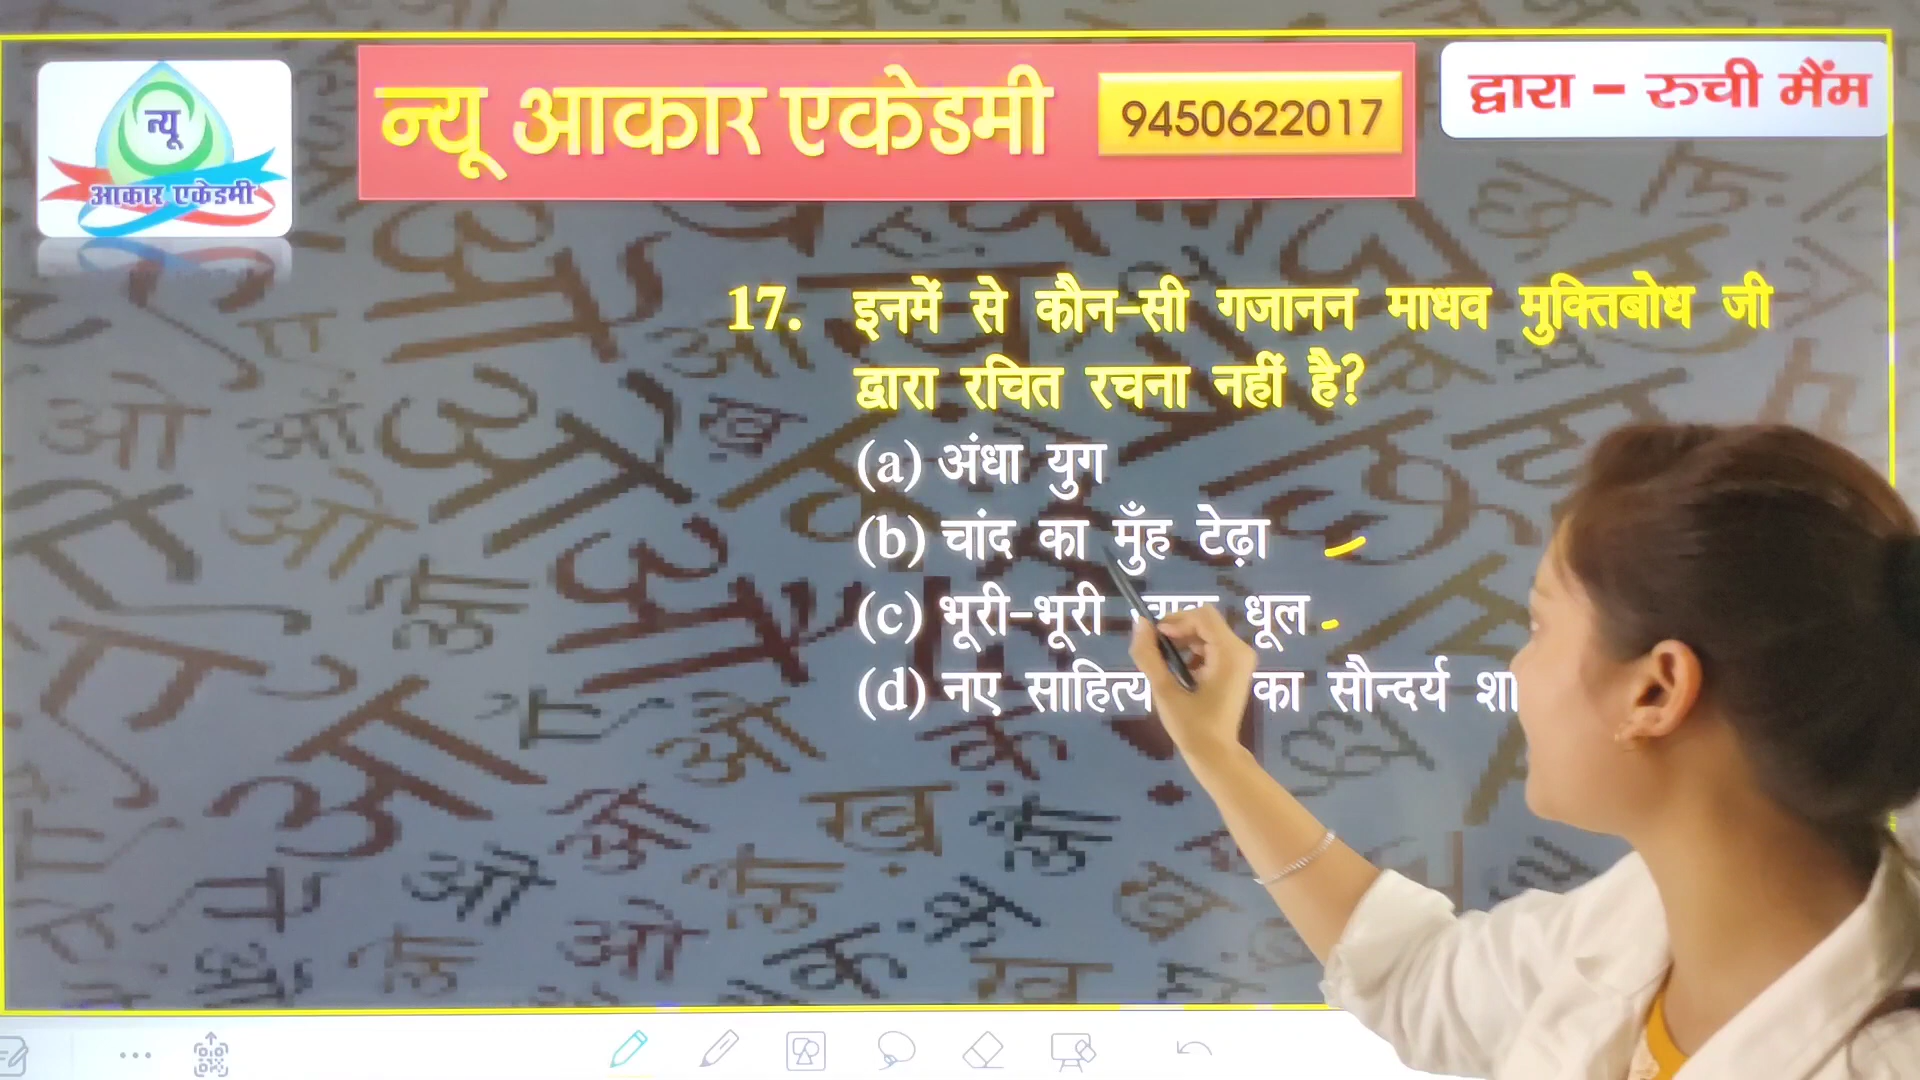 न्यू
आकार एकेडमी
न्यू आकार एकेडमी
9450622017
द्वारा - रुची मैंम
17. इनमें से कौन-सी गजानन माधव मुक्तिबोध जी
द्वारा रचित रचना नहीं है?
(a) अंधा युग
(b) चांद का मुँह टेढ़ा
(c) भूरी-भूरी धूल
(d) नए साहित्य का सौन्दर्य